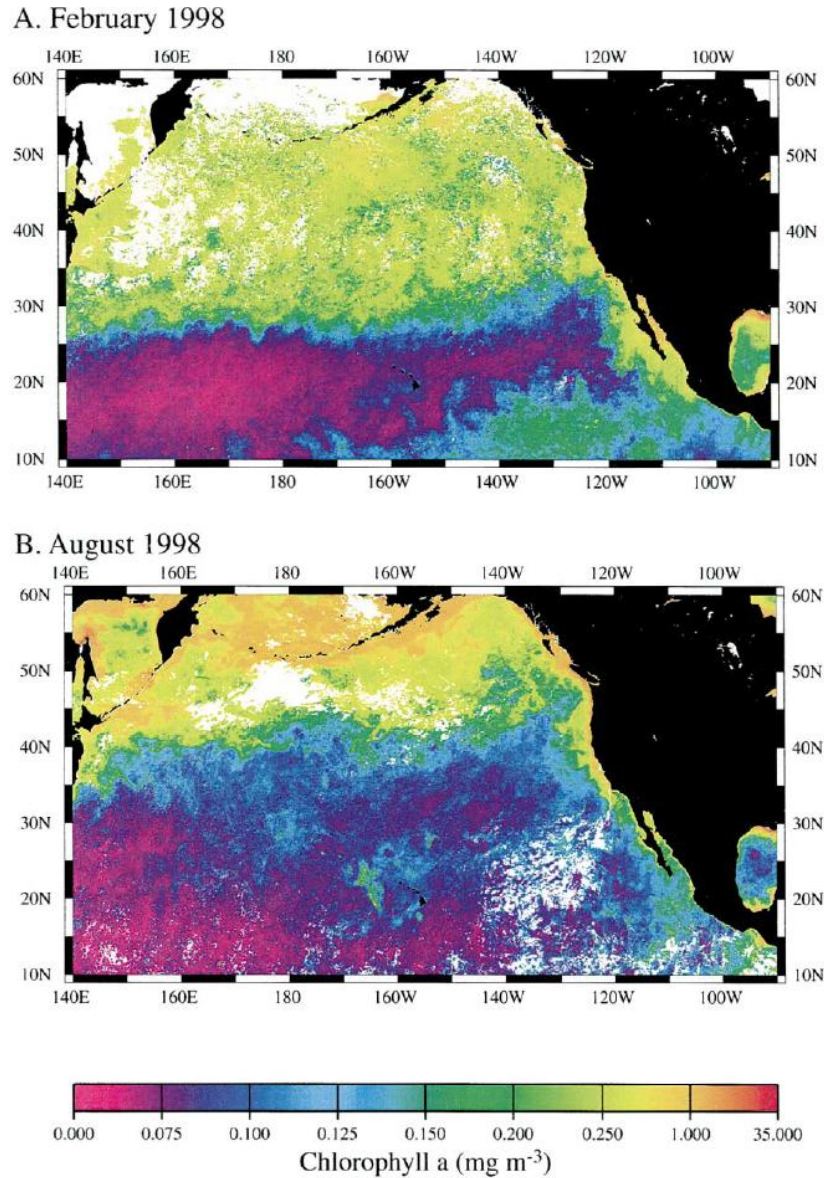 A. February 1998
140E 160E 180 160W 140W 120W 100W
60N 60N
50N 50N
40N 40N
30N 30N
20N 20N
10N 10N
140E 160E 180 160W 140W 120W 100W
B. August 1998
140E 160E 180 160W 140W 120W 100W
60N 60N
50N 50N
40N 40N
30N 30N
20N 20N
10N 10N
140E 160E 180 160W 140W 120W 100W
0.000 0.075 0.100 0.125 0.150 0.200 0.250 1.000 35.000
Chlorophyll a (mg m⁻³)